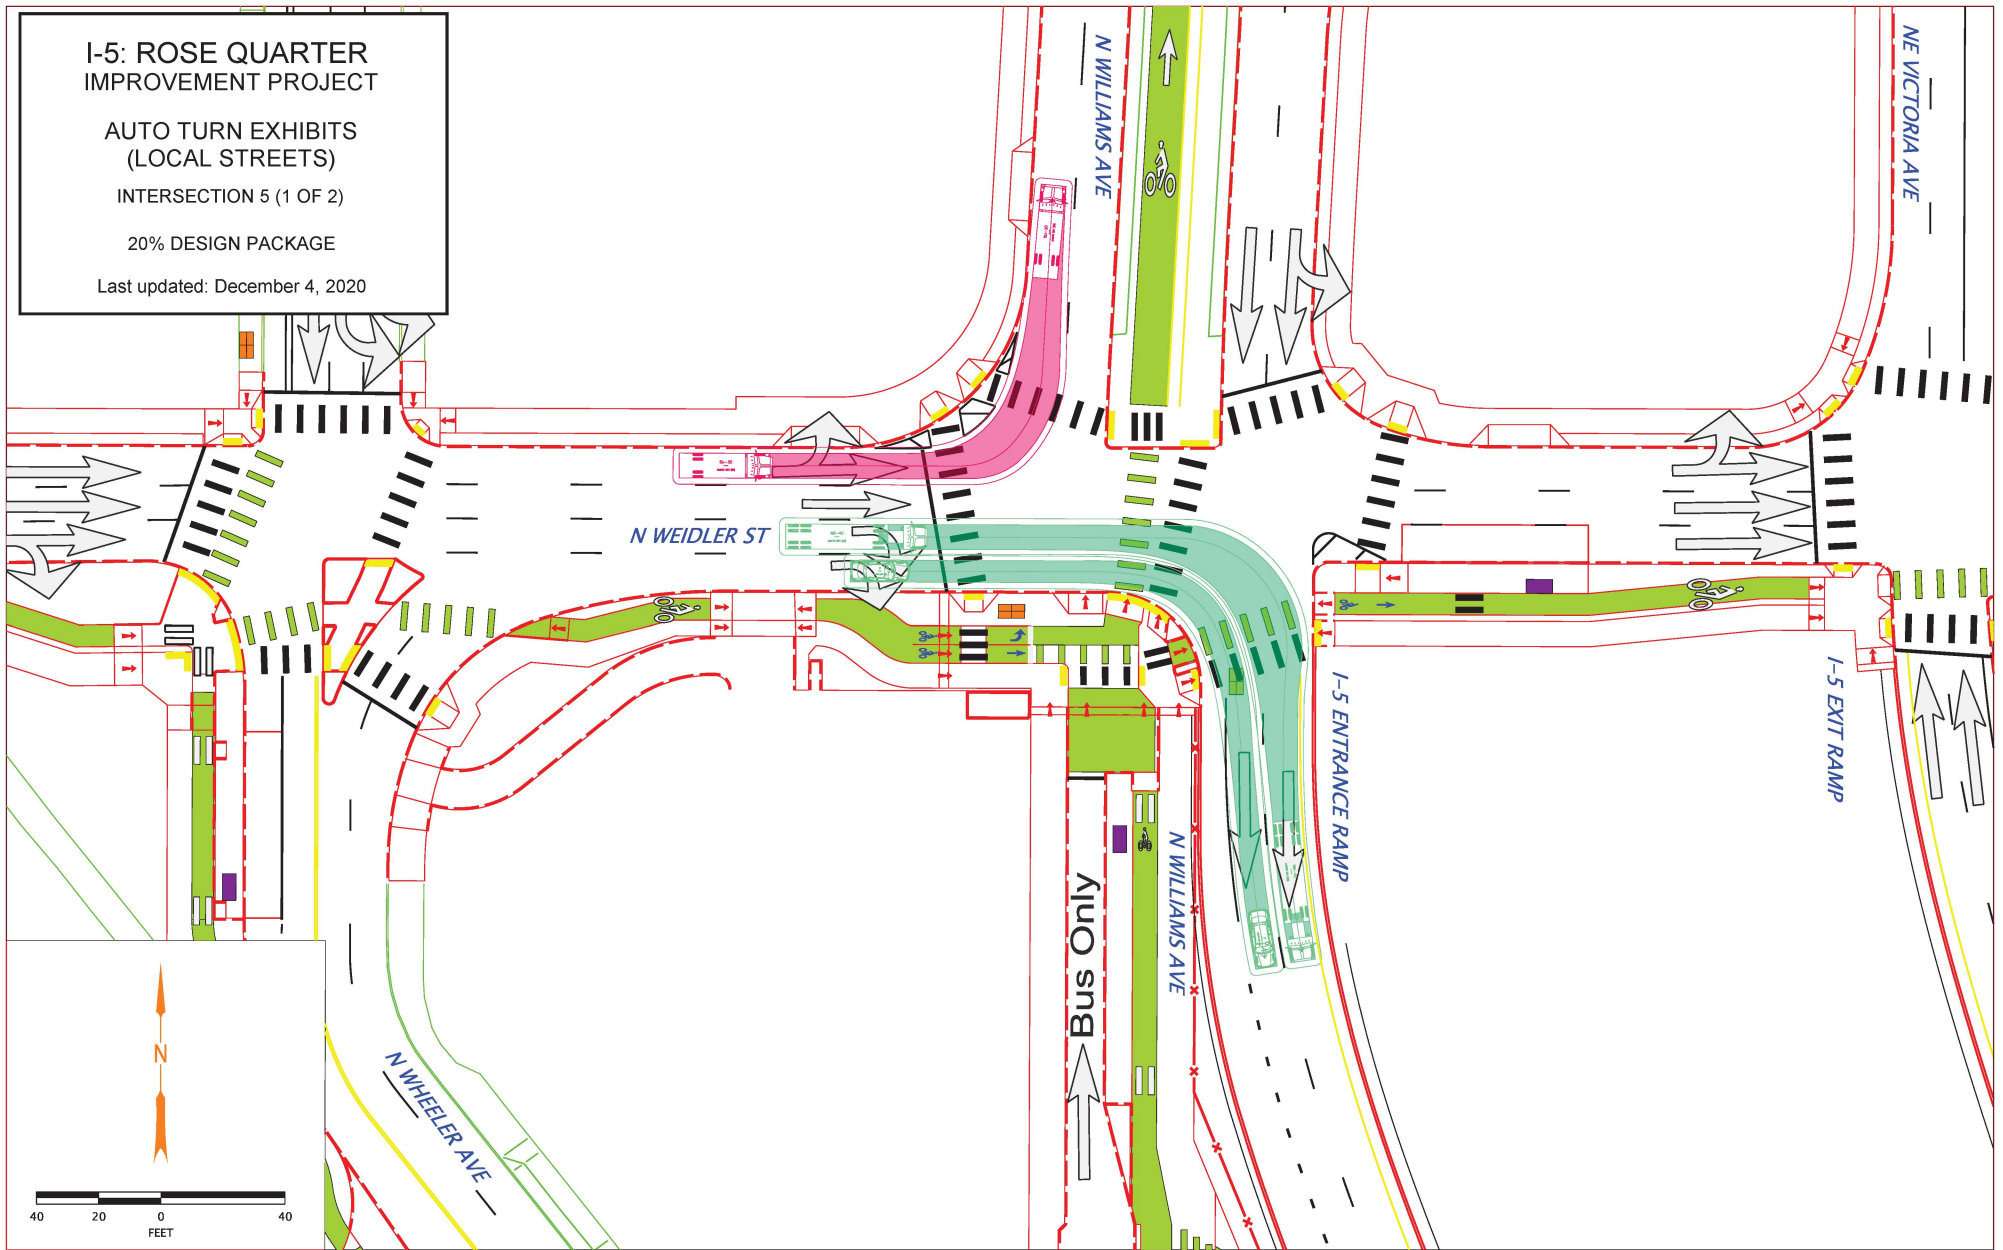 I-5: ROSE QUARTER
IMPROVEMENT PROJECT
AUTO TURN EXHIBITS
(LOCAL STREETS)
INTERSECTION 5 (1 OF 2)
20% DESIGN PACKAGE
Last updated: December 4, 2020
N WILLIAMS AVE
NE VICTORIA AVE
N WEIDLER ST
I-5 ENTRANCE RAMP
I-5 EXIT RAMP
N WILLIAMS AVE
Bus Only
N WHEELER AVE
N
40 20 0 40
FEET